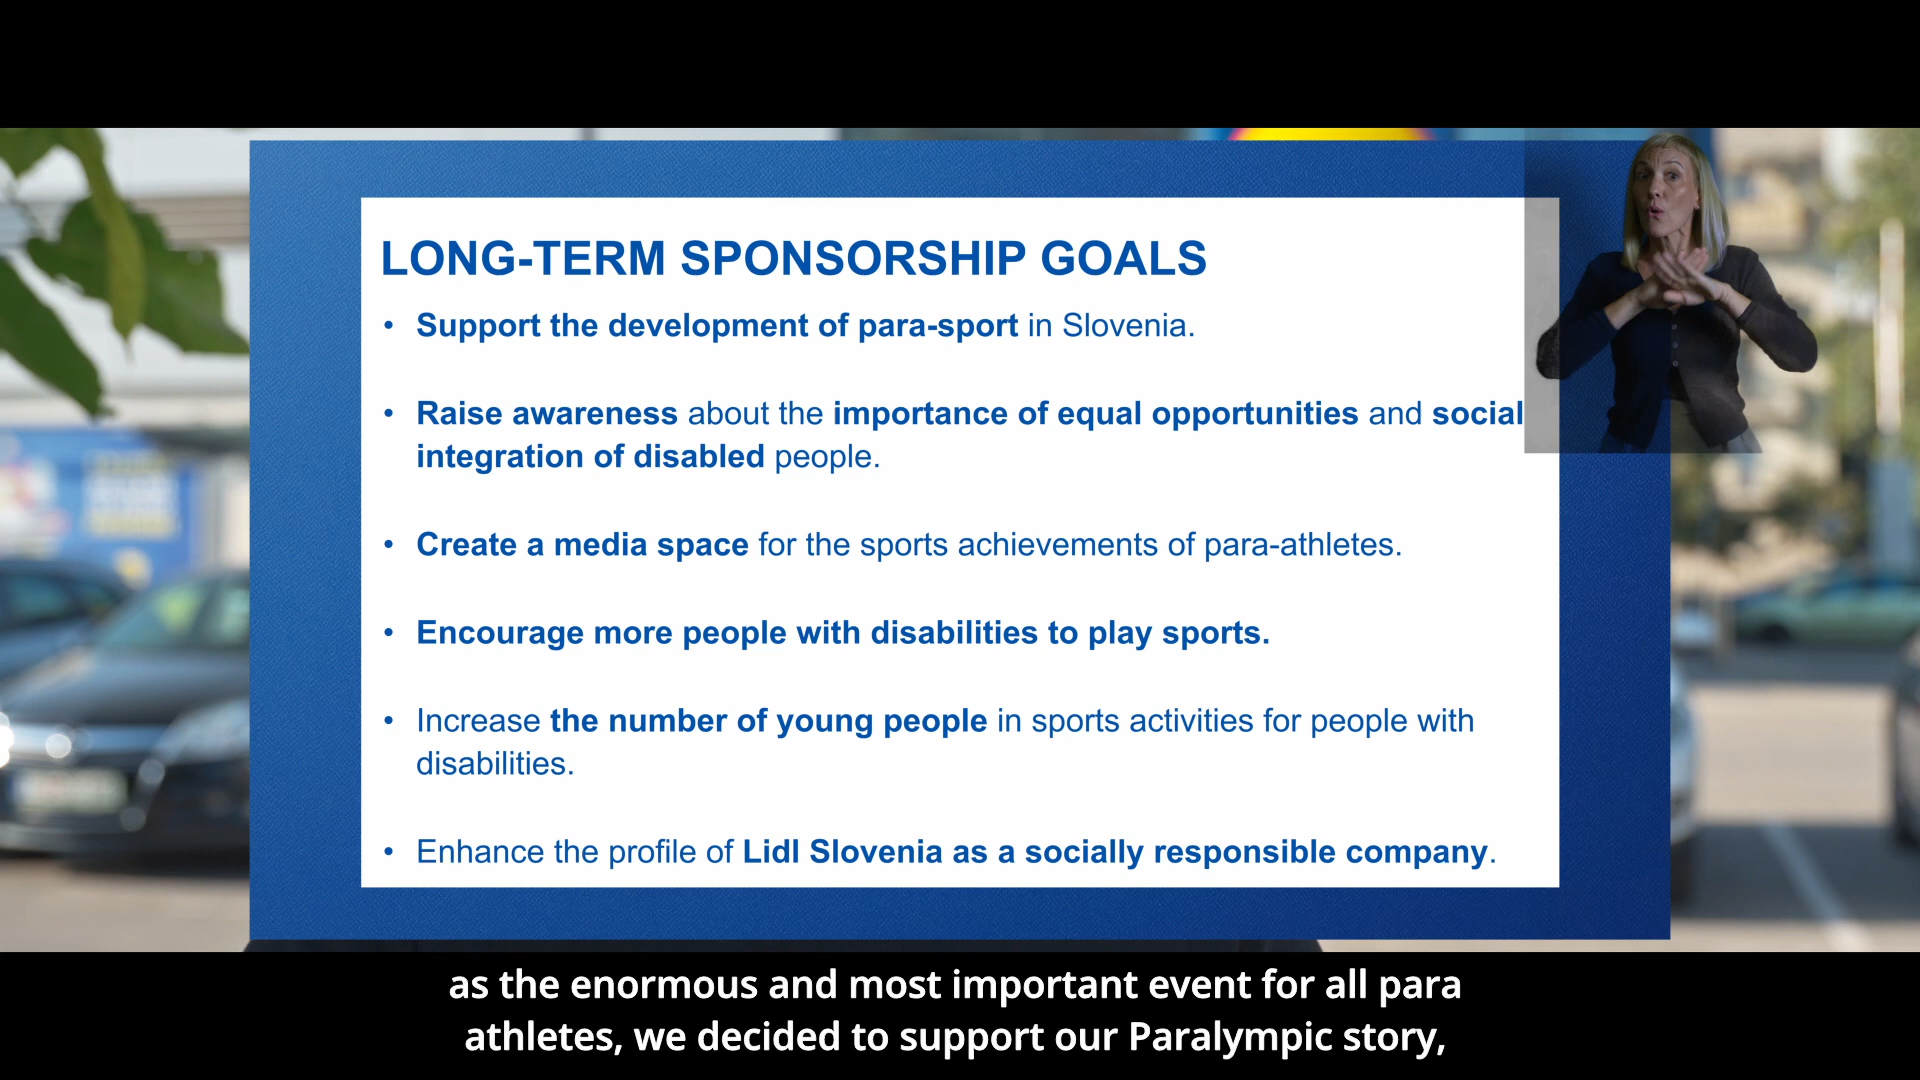 LONG-TERM SPONSORSHIP GOALS
• Support the development of para-sport in Slovenia.
• Raise awareness about the importance of equal opportunities and social
integration of disabled people.
• Create a media space for the sports achievements of para-athletes.
• Encourage more people with disabilities to play sports.
• Increase the number of young people in sports activities for people with
disabilities.
• Enhance the profile of Lidl Slovenia as a socially responsible company.
as the enormous and most important event for all para
athletes, we decided to support our Paralympic story,